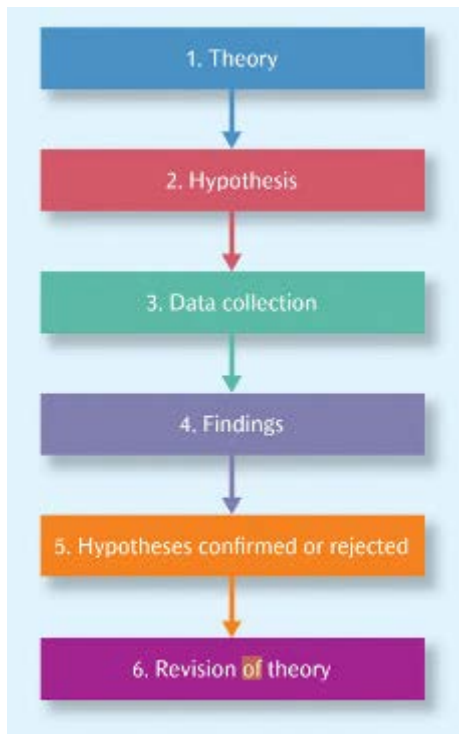 1. Theory
2. Hypothesis
3. Data collection
4. Findings
5. Hypotheses confirmed or rejected
6. Revision of theory